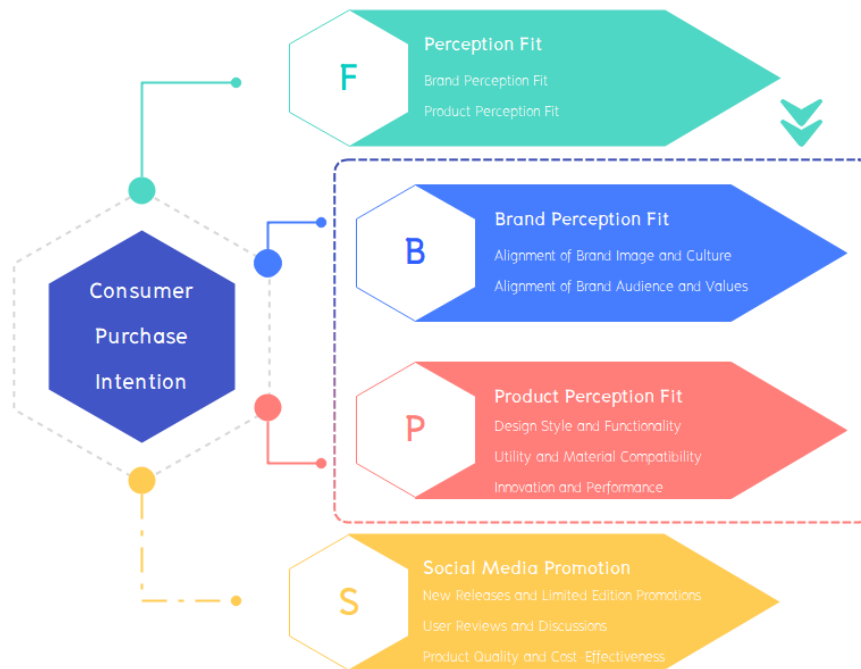 F
Perception Fit
Brand Perception Fit
Product Perception Fit
Consumer
Purchase
Intention
B
Brand Perception Fit
Alignment of Brand Image and Culture
Alignment of Brand Audience and Values
P
Product Perception Fit
Design Style and Functionality
Utility and Material Compatibility
Innovation and Performance
S
Social Media Promotion
New Releases and Limited Edition Promotions
User Reviews and Discussions
Product Quality and Cost Effectiveness